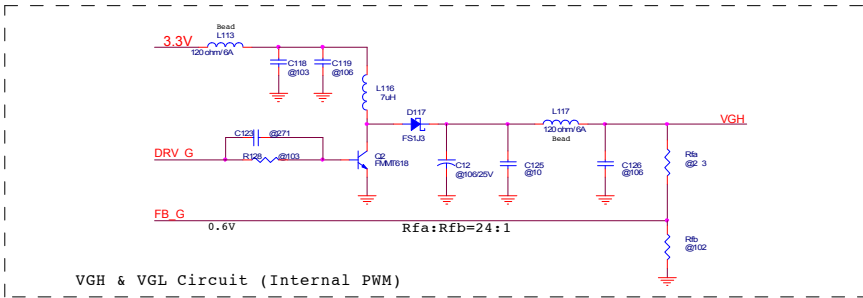 Bead
L113
3.3V
120ohm/6A
C118
@103
C119
@106
L116
7uH
D117
FS1J3
L117
120ohm/6A
Bead
VGH
C123
@271
DRV_G
R128
@103
Q2
FMMT618
C12
@106/25V
C125
@10
C126
@106
Rfa
@2 3
FB_G
0.6V
Rfa:Rfb=24:1
Rfb
@102
VGH & VGL Circuit (Internal PWM)